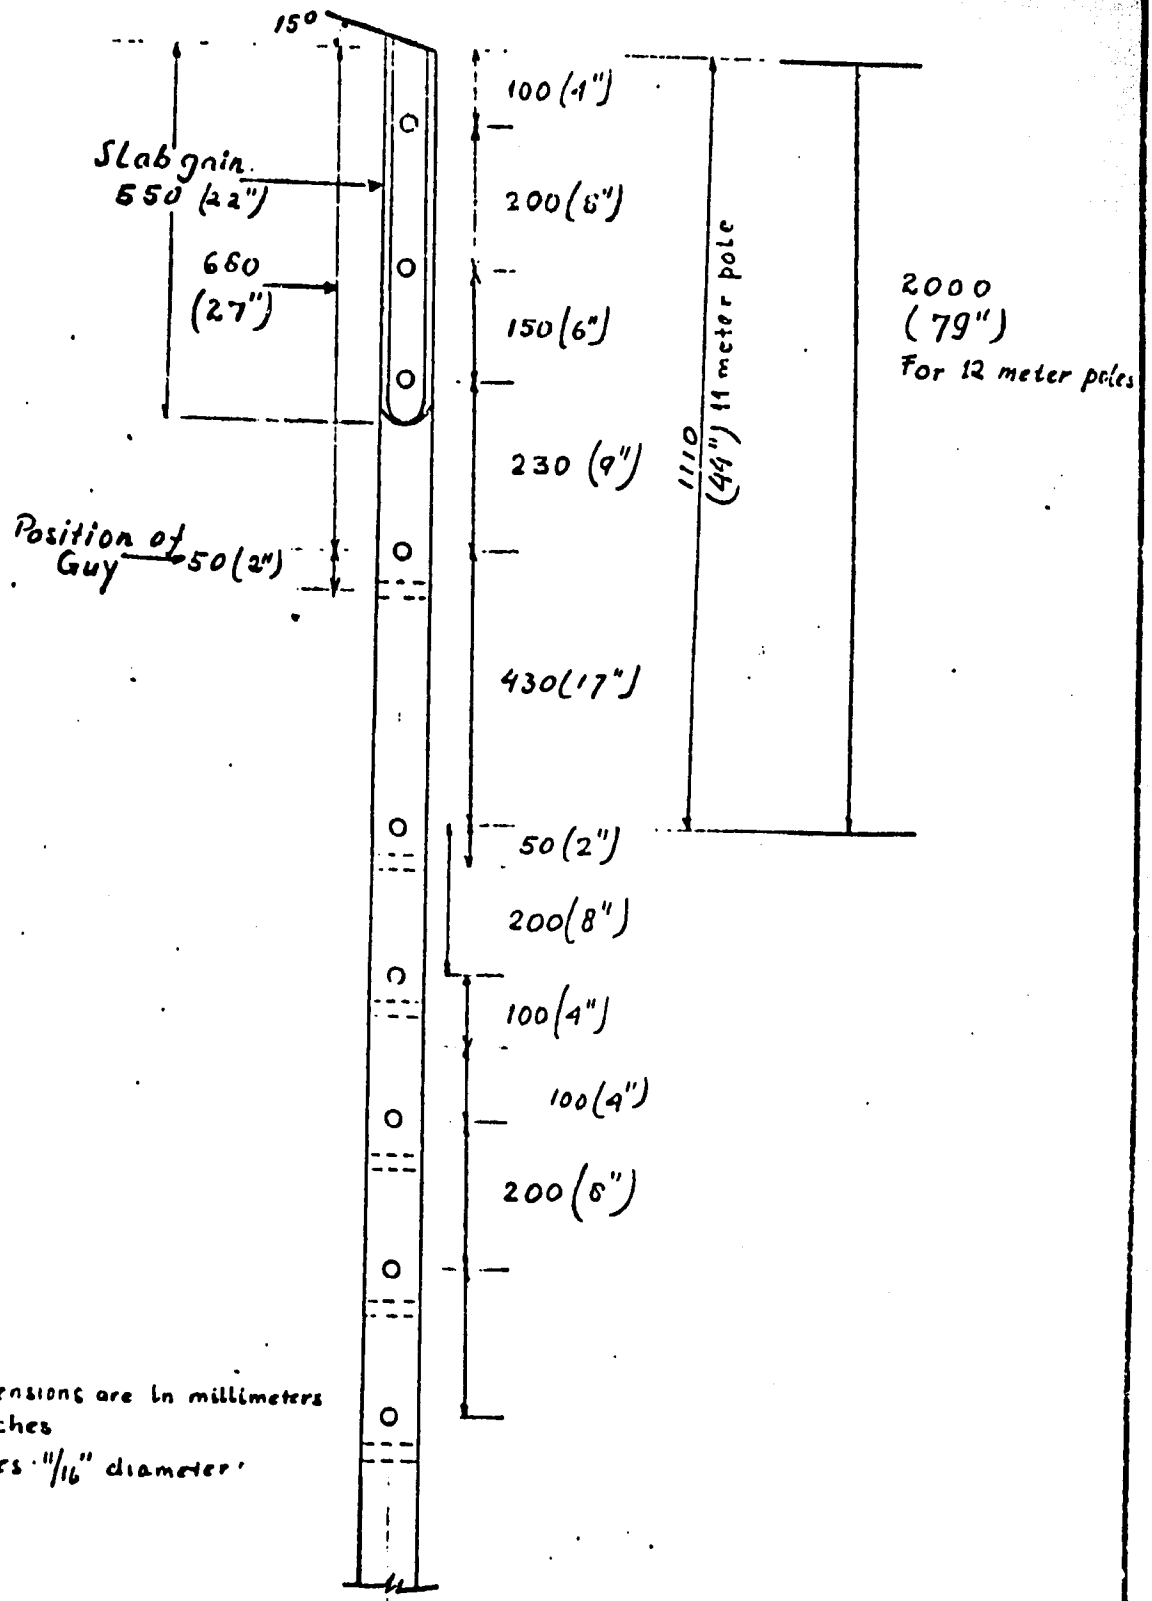 15°
100 (4")
Slab gain.
550 (22")
200 (8")
660
(27")
150 (6")
1110
(44") 11 meter pole
2000
(79")
For 12 meter poles
230 (9")
Position of
Guy 50 (2")
430 (17")
50 (2")
200 (8")
100 (4")
100 (4")
200 (8")
ensions are in millimeters
ches
es 11/16" diameter